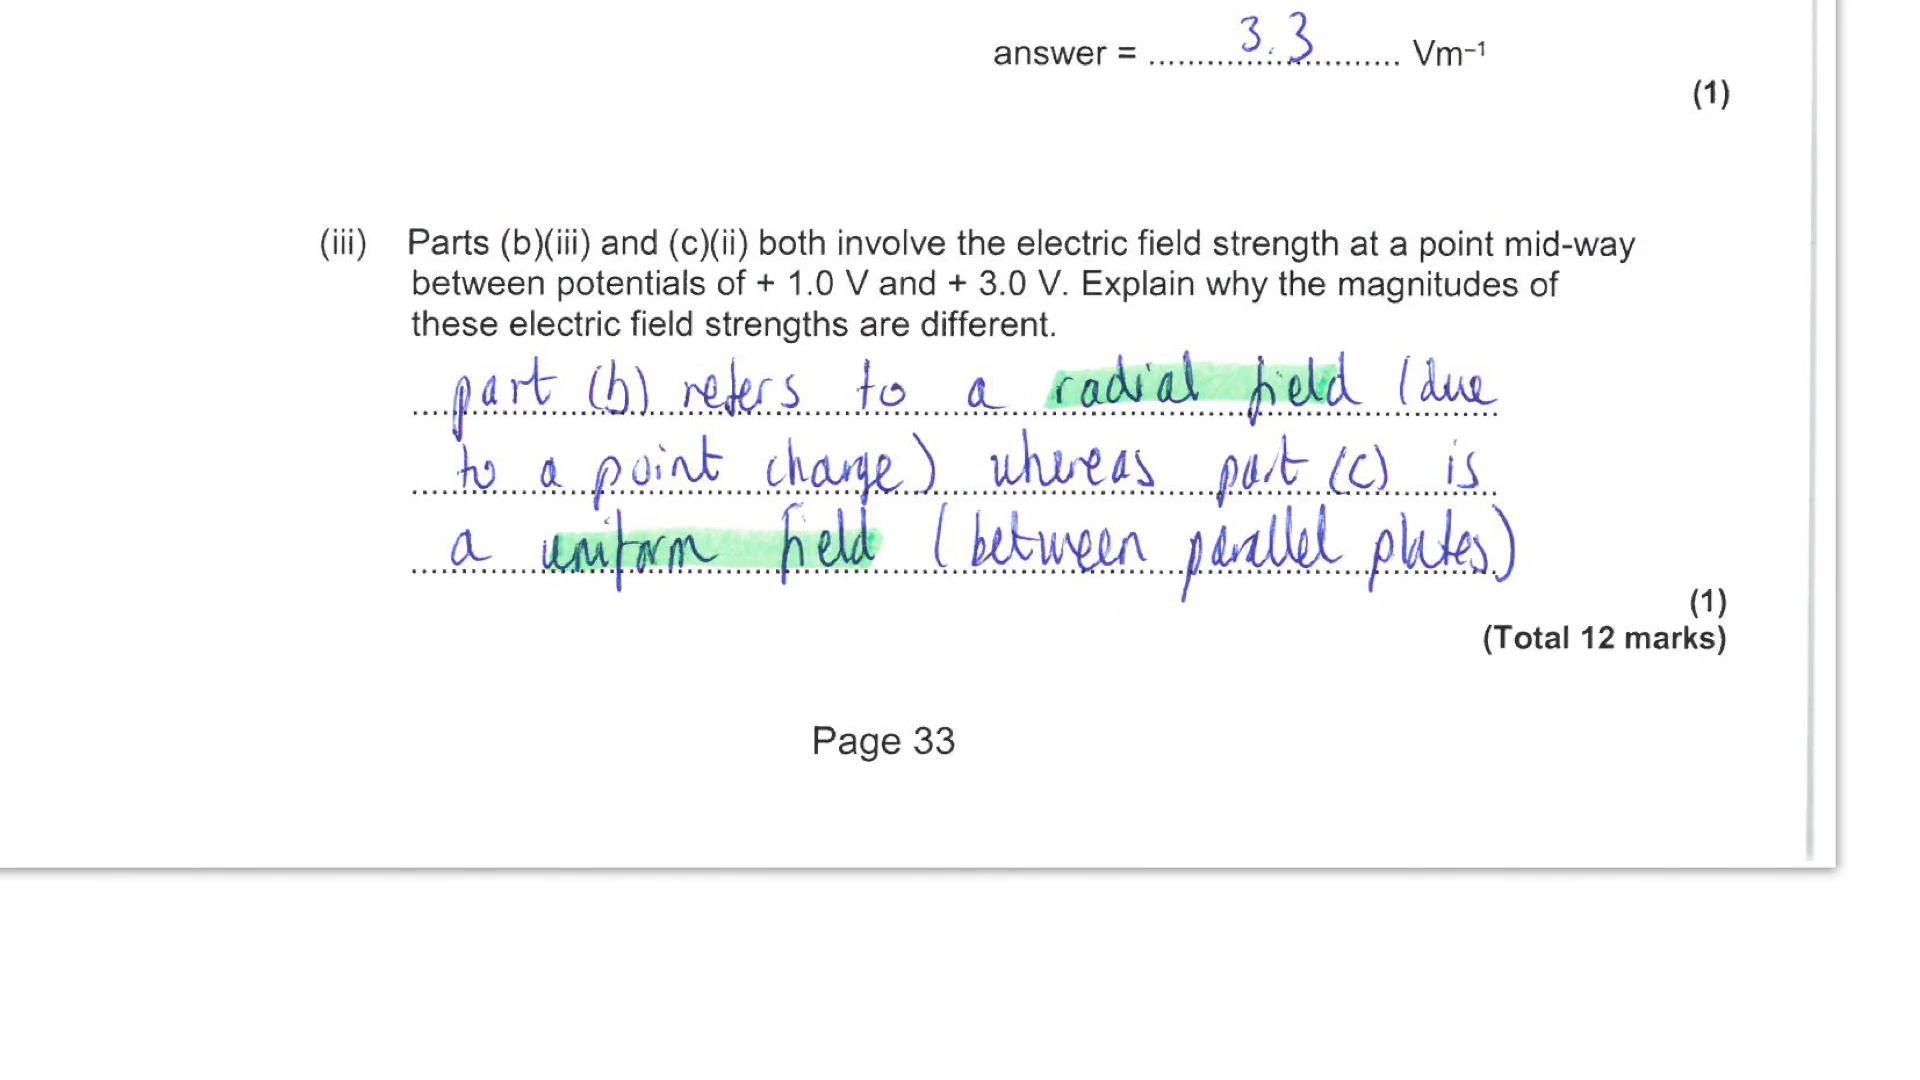 answer = 3.3 Vm⁻¹
(1)
(iii) Parts (b)(iii) and (c)(ii) both involve the electric field strength at a point mid-way
between potentials of + 1.0 V and + 3.0 V. Explain why the magnitudes of
these electric field strengths are different.
part (b) refers to a radial field (due
to a point charge) whereas part (c) is
a uniform field (between parallel plates)
(1)
(Total 12 marks)
Page 33